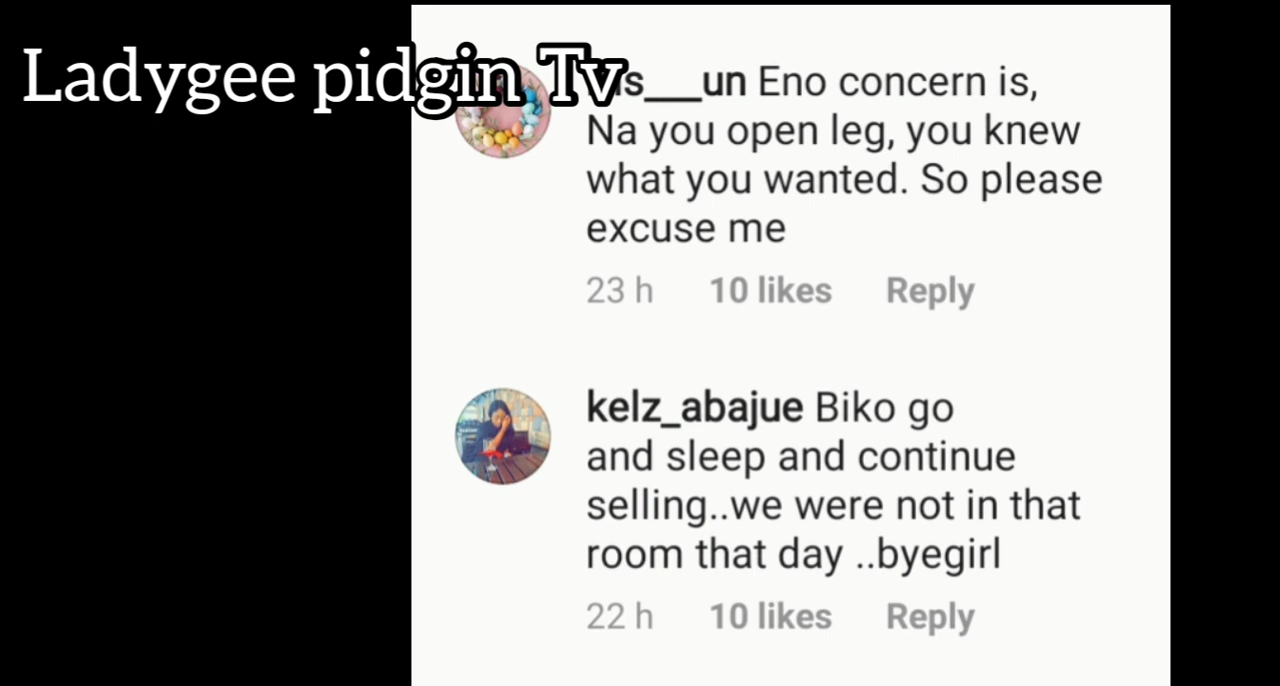 Ladygee pidgin Tv
s___un Eno concern is,
Na you open leg, you knew
what you wanted. So please
excuse me
23 h 10 likes Reply
kelz_abajue Biko go
and sleep and continue
selling..we were not in that
room that day ..byegirl
22 h 10 likes Reply